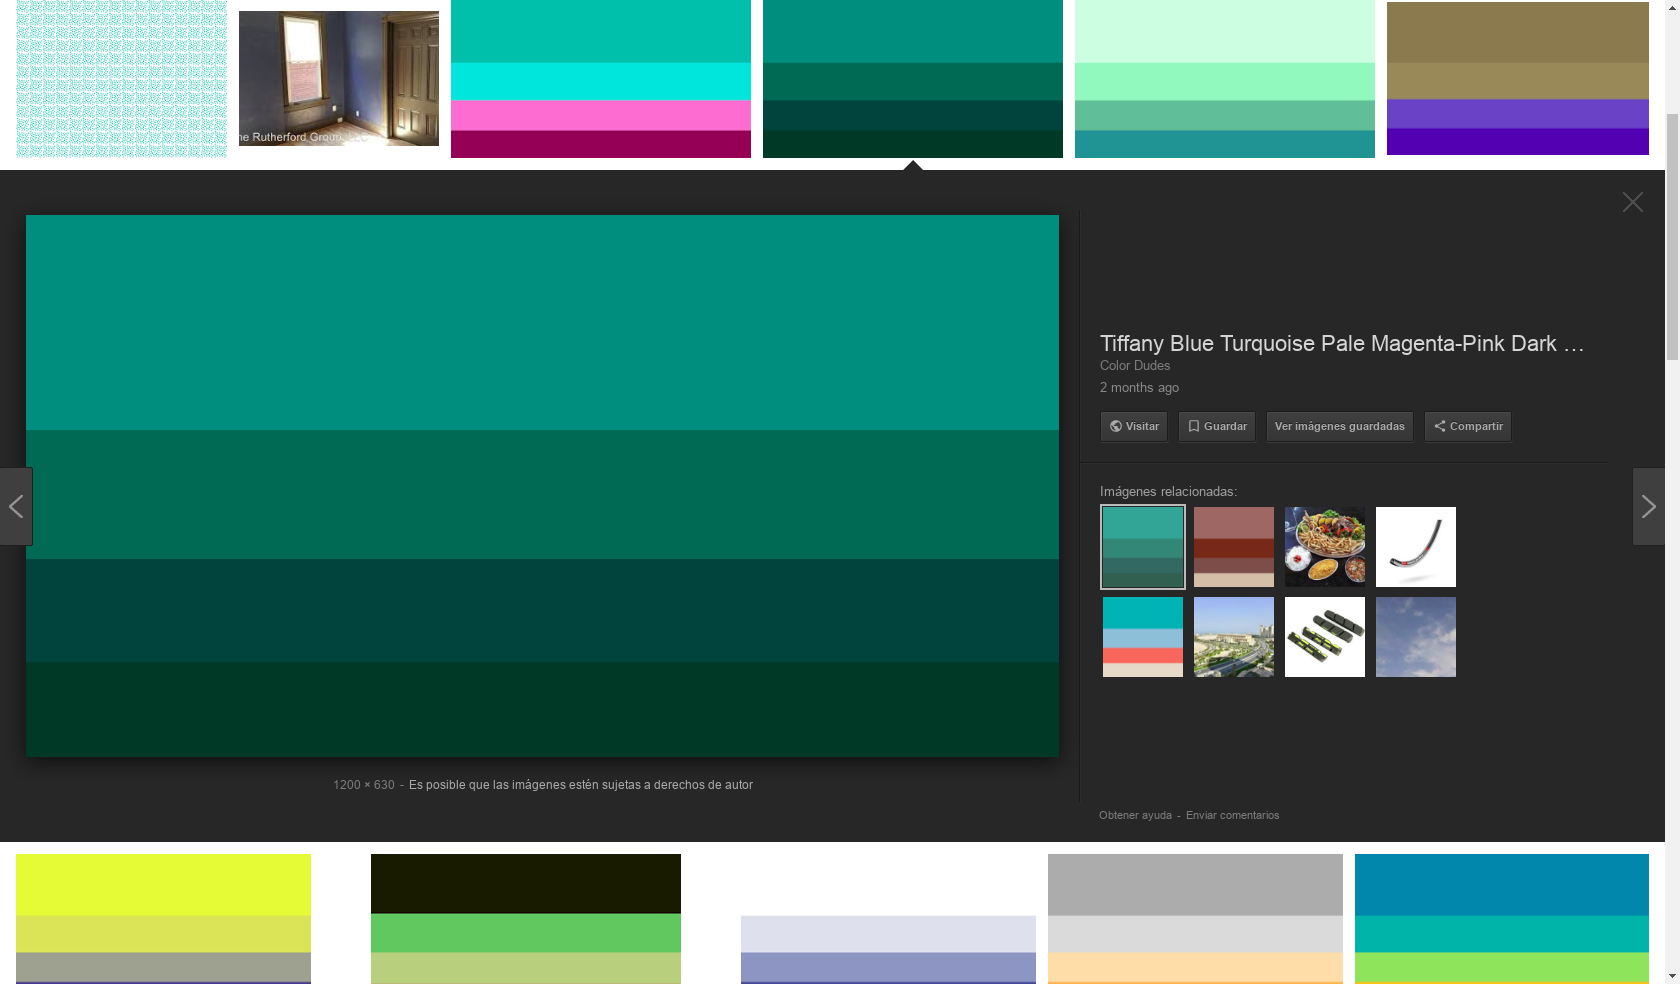 ne Rutherford Group, LLC
Tiffany Blue Turquoise Pale Magenta-Pink Dark ...
Color Dudes
2 months ago
Visitar
Guardar
Ver imágenes guardadas
Compartir
Imágenes relacionadas:
1200 × 630 - Es posible que las imágenes estén sujetas a derechos de autor
Obtener ayuda - Enviar comentarios